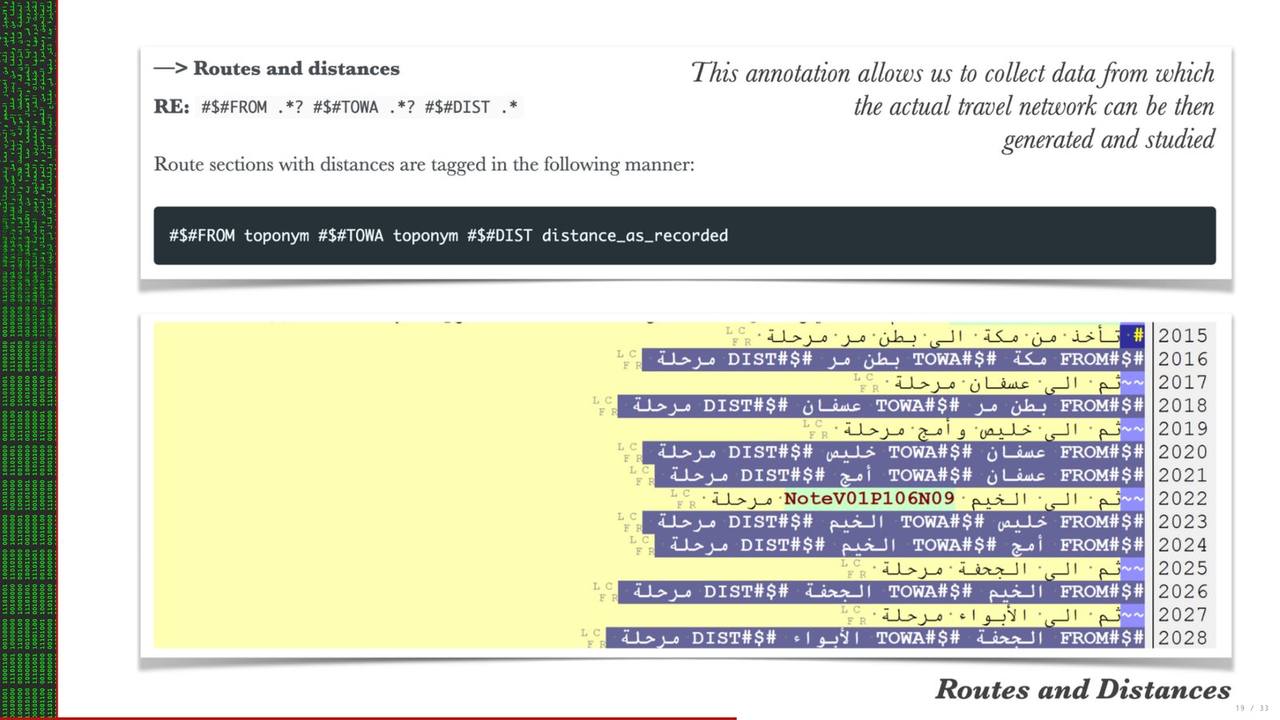 —> Routes and distances
RE: #$#FROM .*? #$#TOWA .*? #$#DIST .*
Route sections with distances are tagged in the following manner:
#$#FROM toponym #$#TOWA toponym #$#DIST distance_as_recorded
This annotation allows us to collect data from which
the actual travel network can be then
generated and studied
2015 # تأخذ من مكة الى بطن مر مرحلة
2016 #$#FROM مكة #$#TOWA بطن مر #$#DIST مرحلة
2017 ~~ثم الى عسفان مرحلة
2018 #$#FROM بطن مر #$#TOWA عسفان #$#DIST مرحلة
2019 ~~ثم الى خليص وأمج مرحلة
2020 #$#FROM عسفان #$#TOWA خليص #$#DIST مرحلة
2021 #$#FROM عسفان #$#TOWA أمج #$#DIST مرحلة
2022 ~~ثم الى الخيم NoteV01P106N09 مرحلة
2023 #$#FROM خليص #$#TOWA الخيم #$#DIST مرحلة
2024 #$#FROM أمج #$#TOWA الخيم #$#DIST مرحلة
2025 ~~ثم الى الجحفة مرحلة
2026 #$#FROM الخيم #$#TOWA الجحفة #$#DIST مرحلة
2027 ~~ثم الى الأبواء مرحلة
2028 #$#FROM الجحفة #$#TOWA الأبواء #$#DIST مرحلة
Routes and Distances
19 / 33